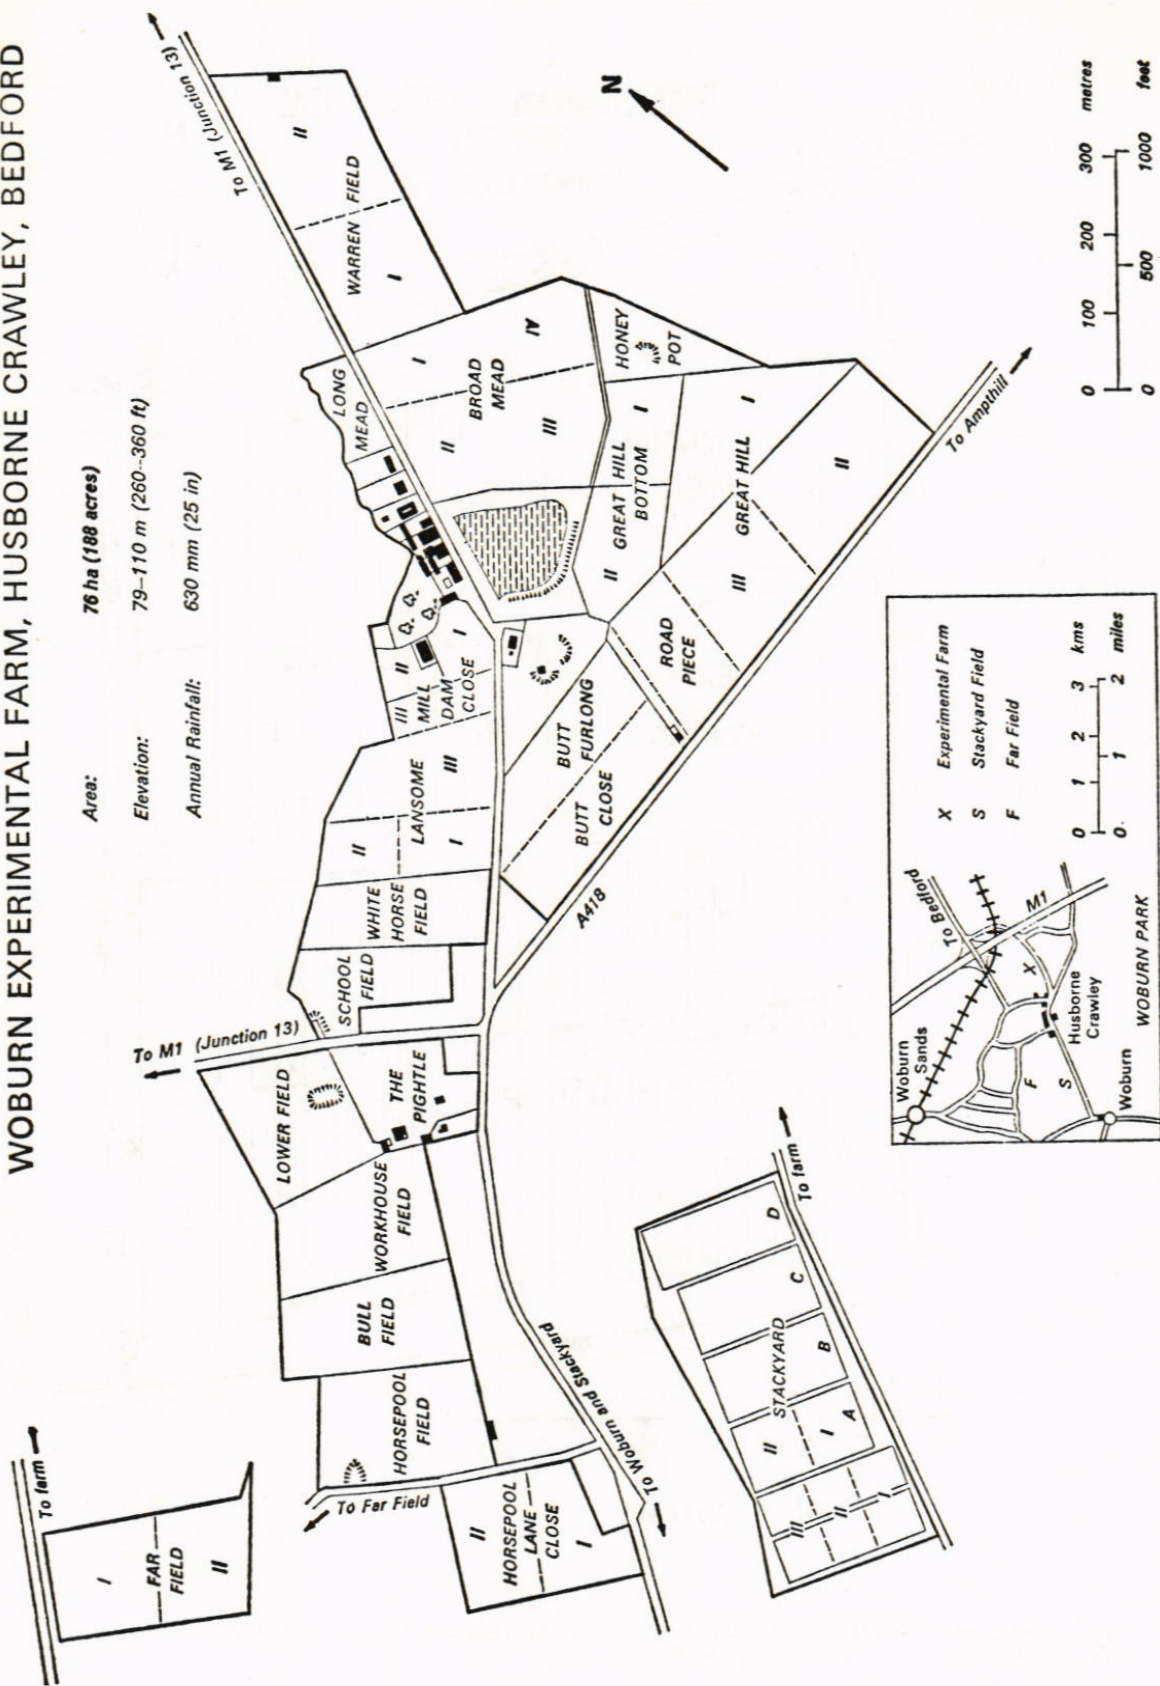 WOBURN EXPERIMENTAL FARM, HUSBORNE CRAWLEY, BEDFORD
Area: 76 ha (188 acres)
Elevation: 79–110 m (260–360 ft)
Annual Rainfall: 630 mm (25 in)
To farm
I
FAR
FIELD
II
To M1 (Junction 13)
LOWER FIELD
THE
PIGHTLE
WORKHOUSE
FIELD
BULL
FIELD
HORSEPOOL
FIELD
To Far Field
II
HORSEPOOL
LANE
CLOSE
I
To Woburn and Stackyard
SCHOOL
FIELD
WHITE
HORSE
FIELD
II
LANSOME
I
III
III
II
I
MILL
DAM
CLOSE
LONG
MEAD
To M1 (Junction 13)
WARREN FIELD
II
I
I
AI
BROAD
MEAD
II
III
HONEY
POT
I
GREAT HILL
BOTTOM
II
I
GREAT HILL
II
III
ROAD
PIECE
BUTT
FURLONG
BUTT
CLOSE
A418
To Ampthill
N
0 100 200 300 metres
0 500 1000 feet
STACKYARD
D
C
B
A
II
I
III
II
I
To farm
Woburn
Sands
To Bedford
M1
X
F
S
Husborne
Crawley
Woburn
WOBURN PARK
X Experimental Farm
S Stackyard Field
F Far Field
0 1 2 3 kms
0 1 2 miles